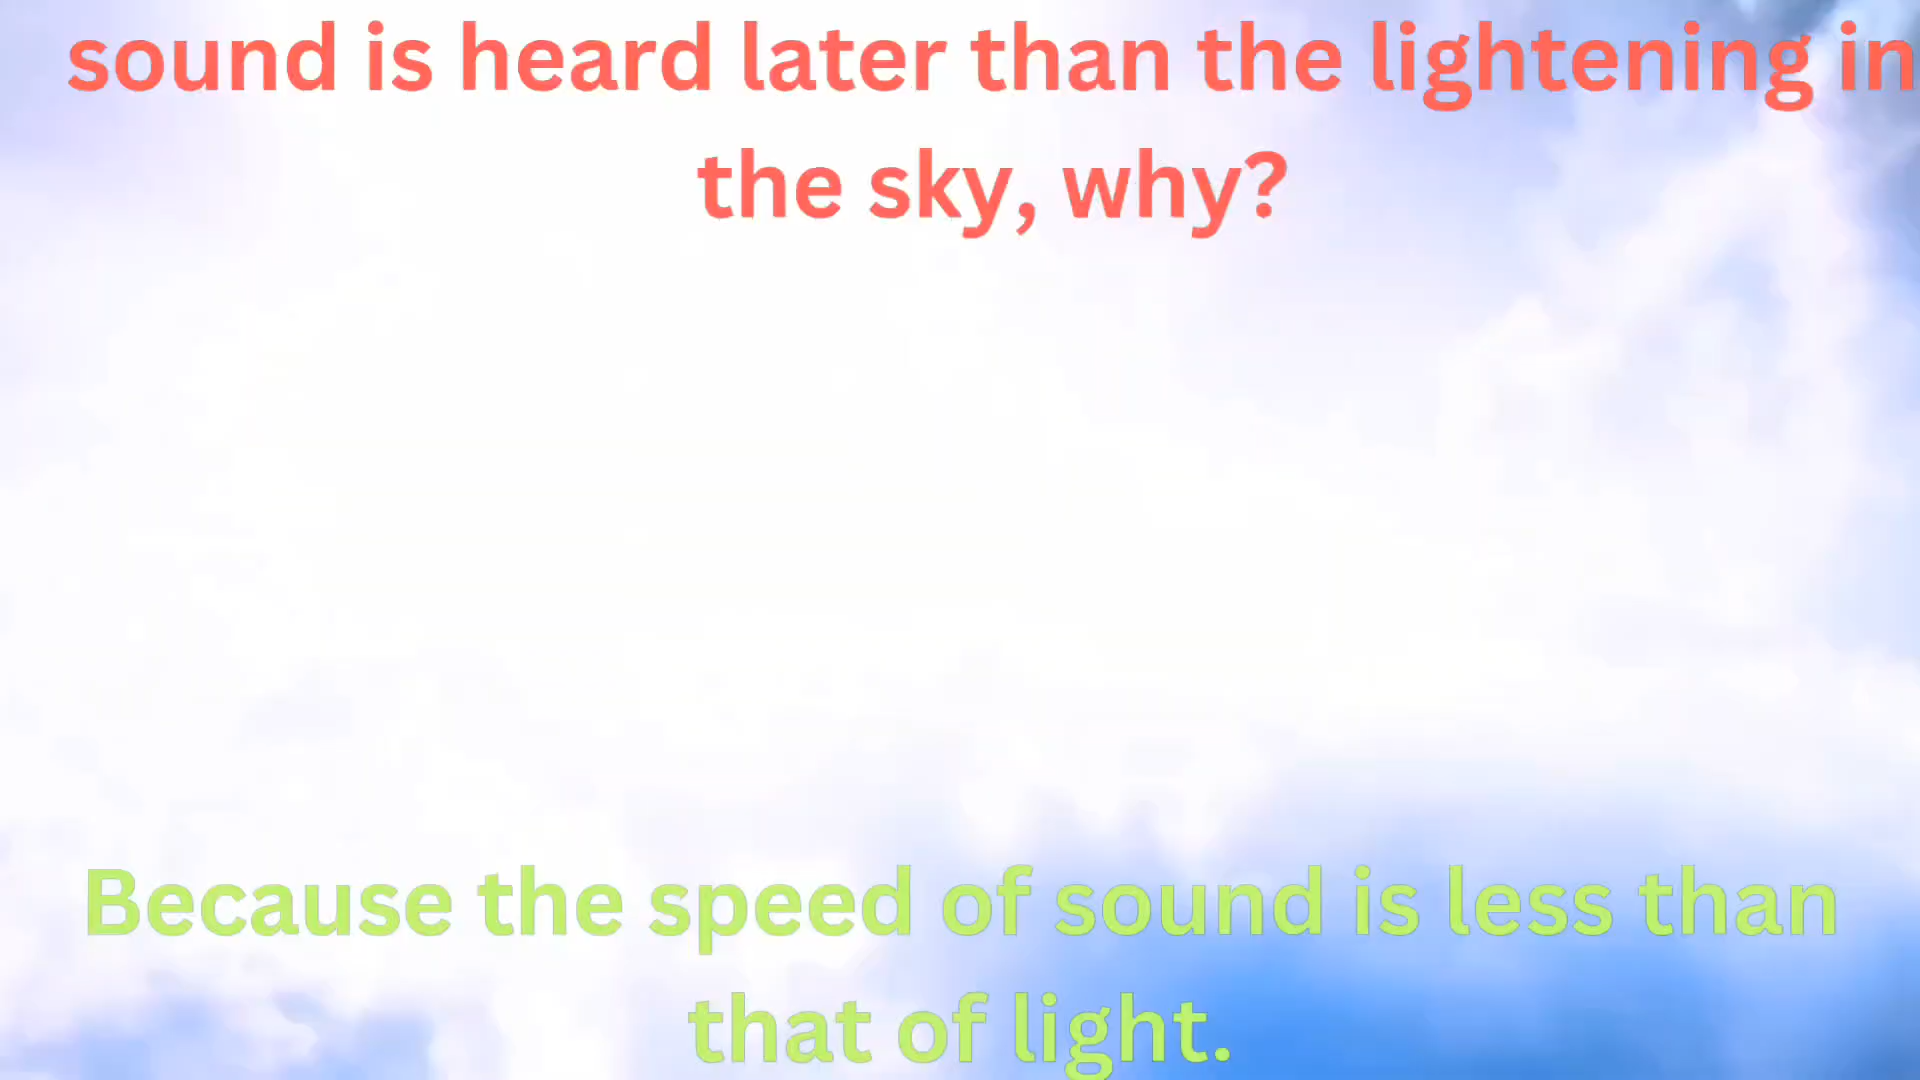 sound is heard later than the lightening in
the sky, why?
Because the speed of sound is less than
that of light.